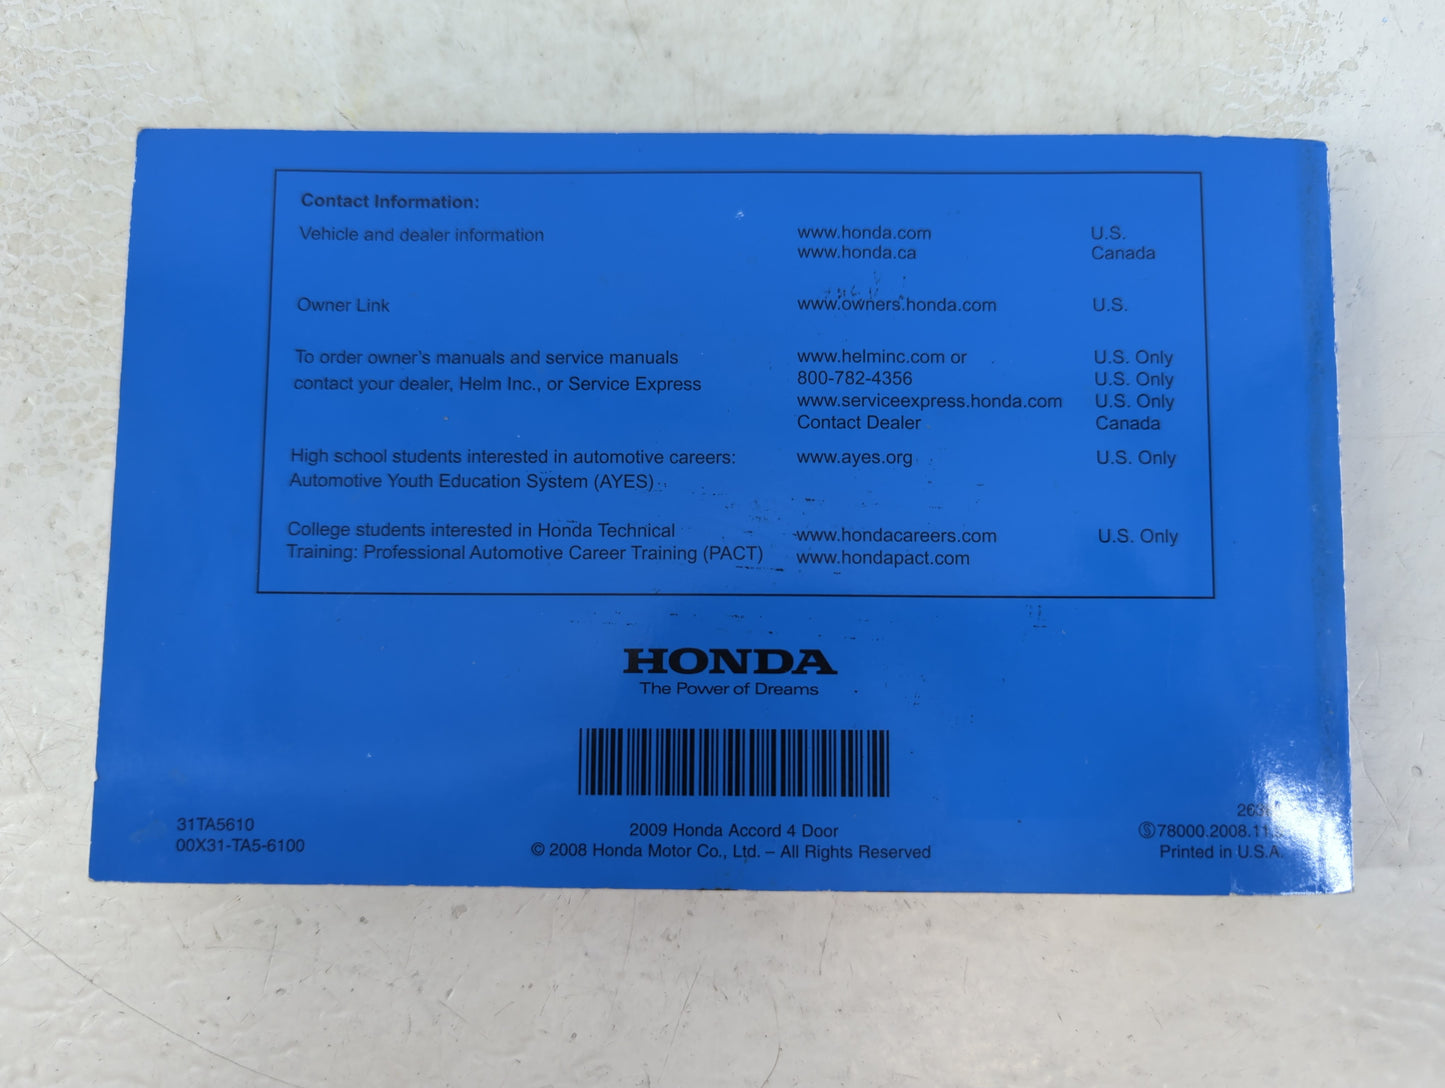 Contact Information:
Vehicle and dealer information www.honda.com U.S.
www.honda.ca Canada
Owner Link www.owners.honda.com U.S.
To order owner's manuals and service manuals www.helminc.com or U.S. Only
contact your dealer, Helm Inc., or Service Express 800-782-4356 U.S. Only
www.serviceexpress.honda.com U.S. Only
Contact Dealer Canada
High school students interested in automotive careers: www.ayes.org U.S. Only
Automotive Youth Education System (AYES)
College students interested in Honda Technical www.hondacareers.com U.S. Only
Training: Professional Automotive Career Training (PACT) www.hondapact.com
HONDA
The Power of Dreams
31TA5610
00X31-TA5-6100
2009 Honda Accord 4 Door
© 2008 Honda Motor Co., Ltd. – All Rights Reserved
Ⓢ78000.2008.11
Printed in U.S.A.